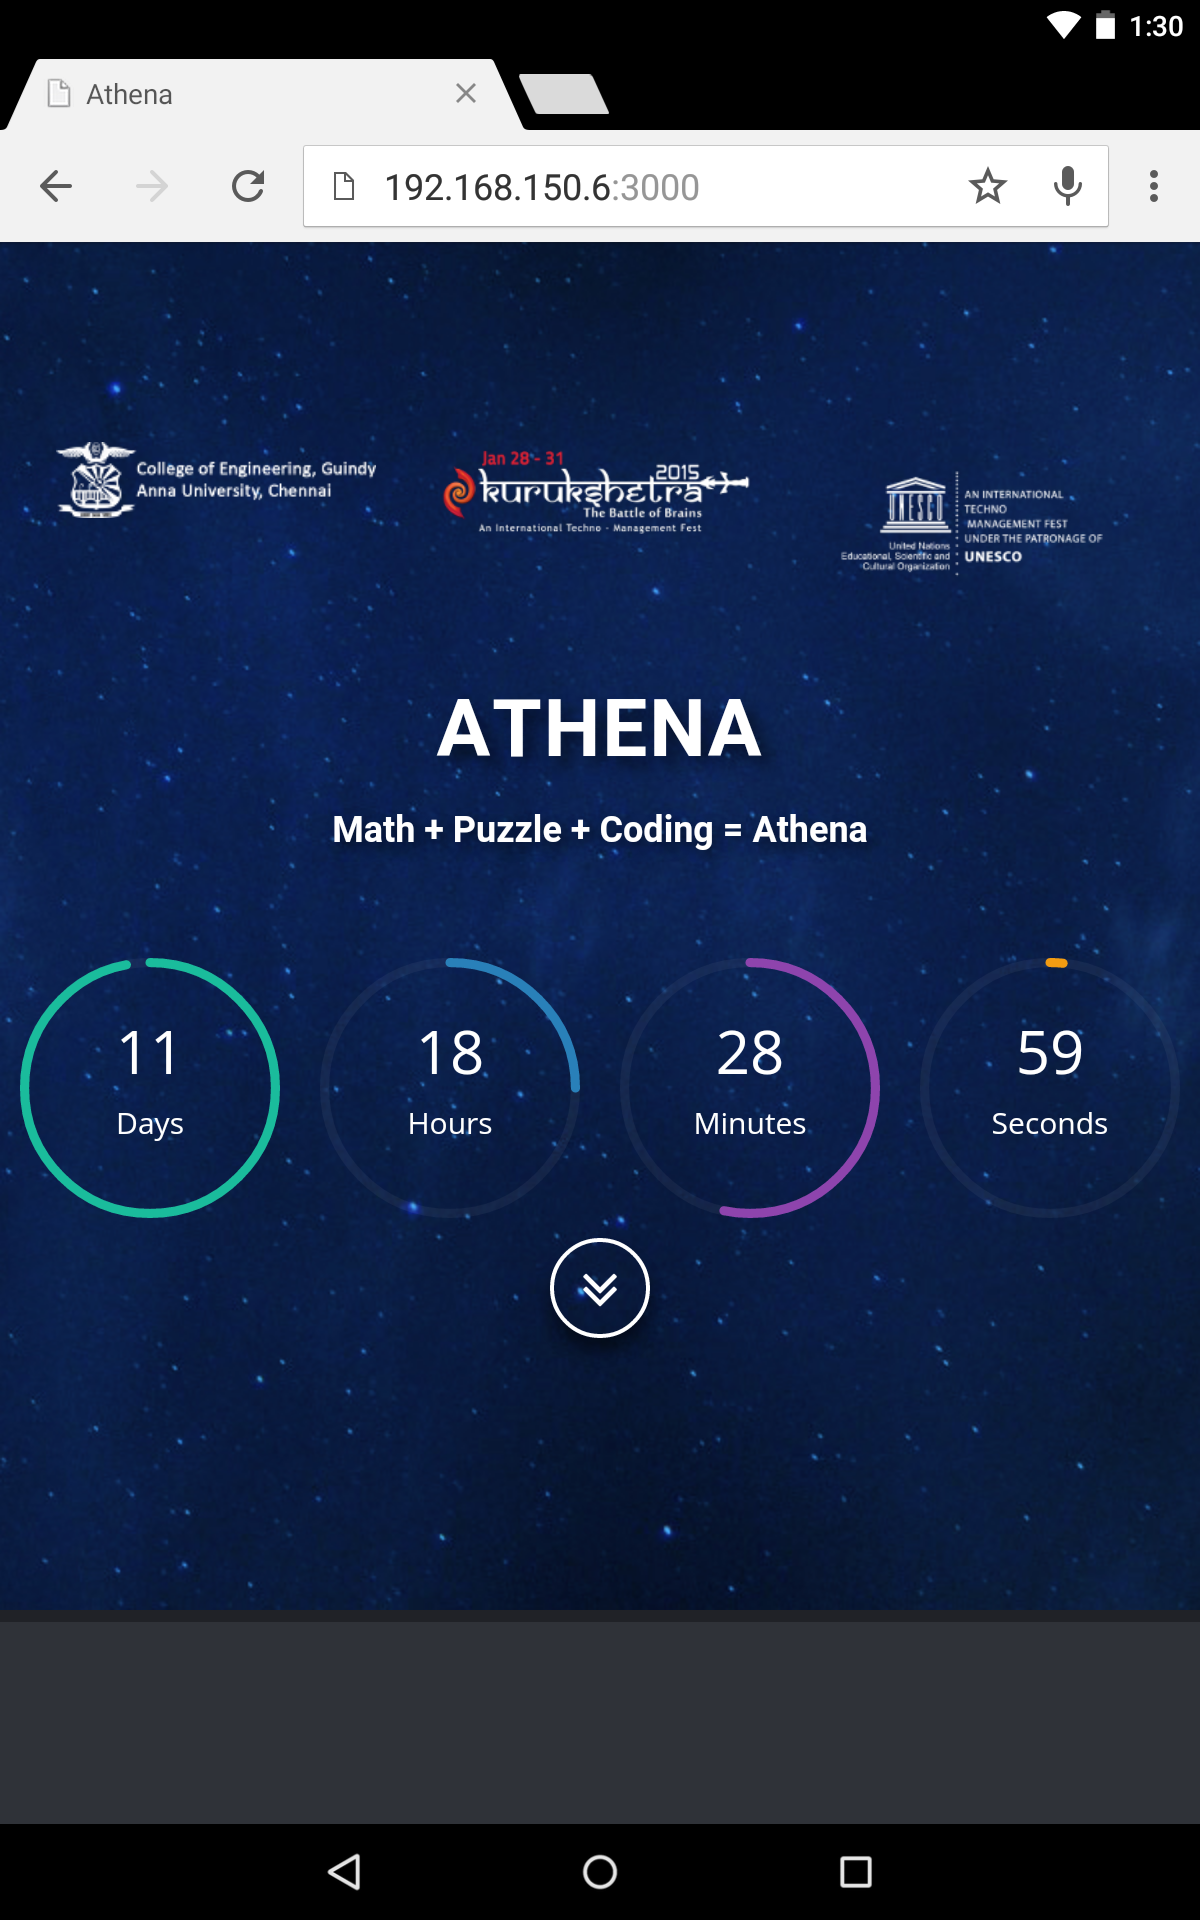 1:30
Athena
192.168.150.6:3000
College of Engineering, Guindy
Anna University, Chennai
Jan 28 - 31
2015
kurukshetra
The Battle of Brains
An International Techno - Management Fest
UNESCO
United Nations
Educational, Scientific and
Cultural Organization
AN INTERNATIONAL
TECHNO
MANAGEMENT FEST
UNDER THE PATRONAGE OF
UNESCO
ATHENA
Math + Puzzle + Coding = Athena
11
Days
18
Hours
28
Minutes
59
Seconds